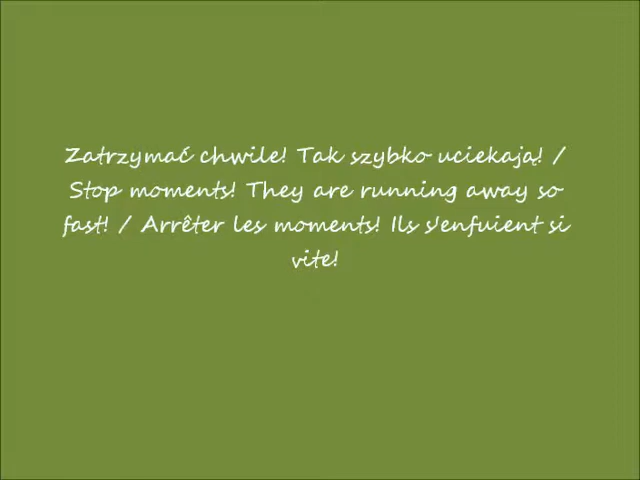 Zatrzymać chwile! Tak szybko uciekają! /
Stop moments! They are running away so
fast! / Arrêter les moments! Ils s'enfuient si
vite!